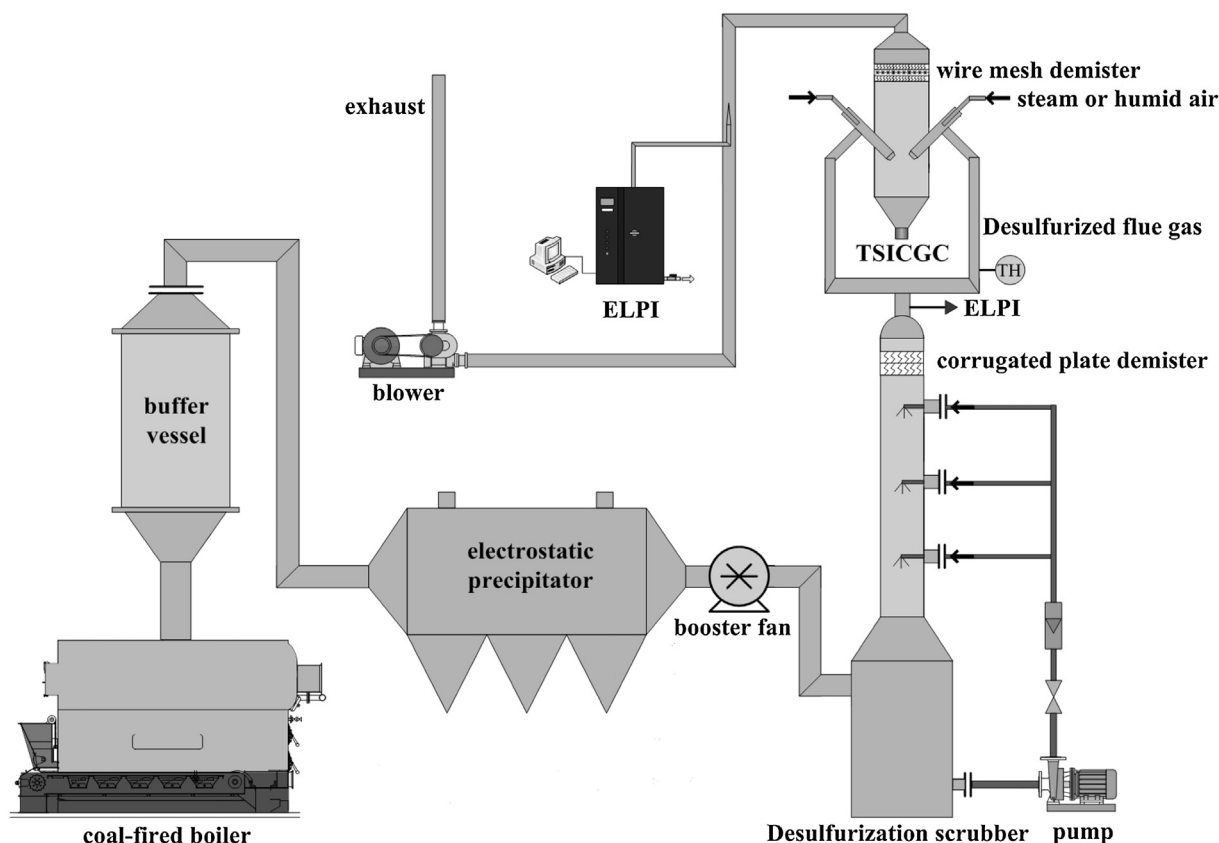 wire mesh demister
steam or humid air
exhaust
Desulfurized flue gas
TSICGC
TH
ELPI
ELPI
corrugated plate demister
blower
buffer
vessel
electrostatic
precipitator
booster fan
coal-fired boiler
Desulfurization scrubber
pump